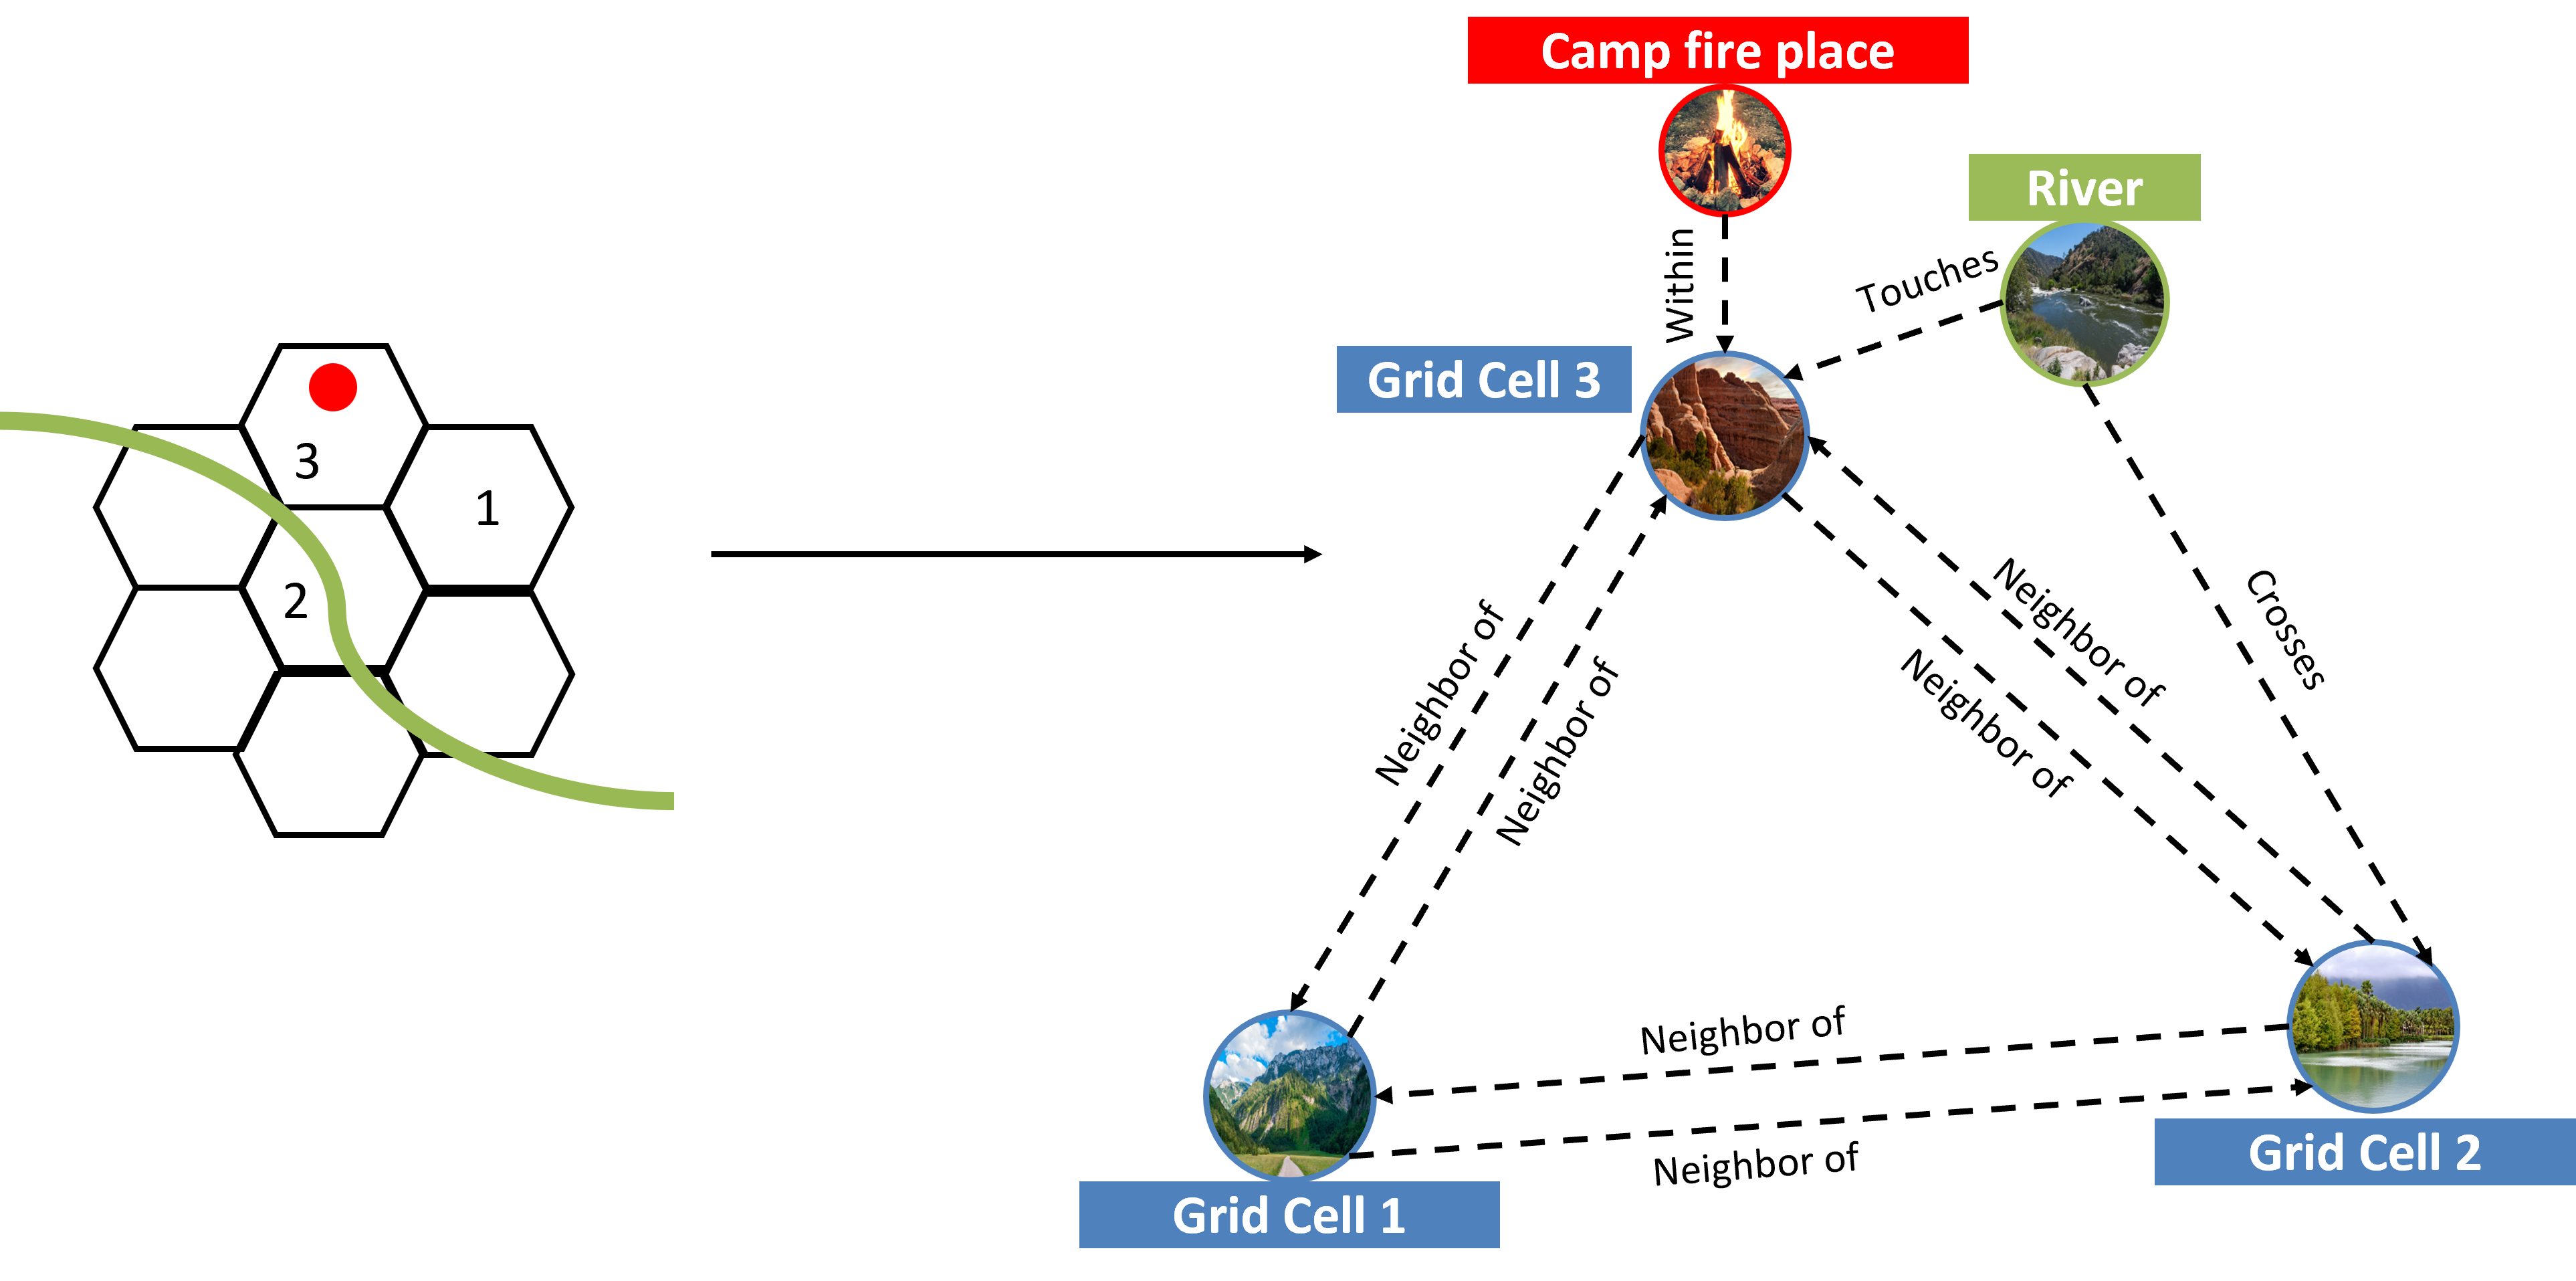 Camp fire place
River
Within
Touches
Grid Cell 3
3
1
2
Crosses
Neighbor of
Neighbor of
Neighbor of
Neighbor of
Neighbor of
Neighbor of
Grid Cell 2
Grid Cell 1